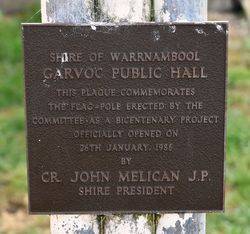 SHIRE OF WARRNAMBOOL
GARVOC PUBLIC HALL
THIS PLAQUE COMMEMORATES
THE FLAG-POLE ERECTED BY THE
COMMITTEE AS A BICENTENARY PROJECT
OFFICIALLY OPENED ON
26TH JANUARY, 1988
BY
CR. JOHN MELICAN J.P.
SHIRE PRESIDENT